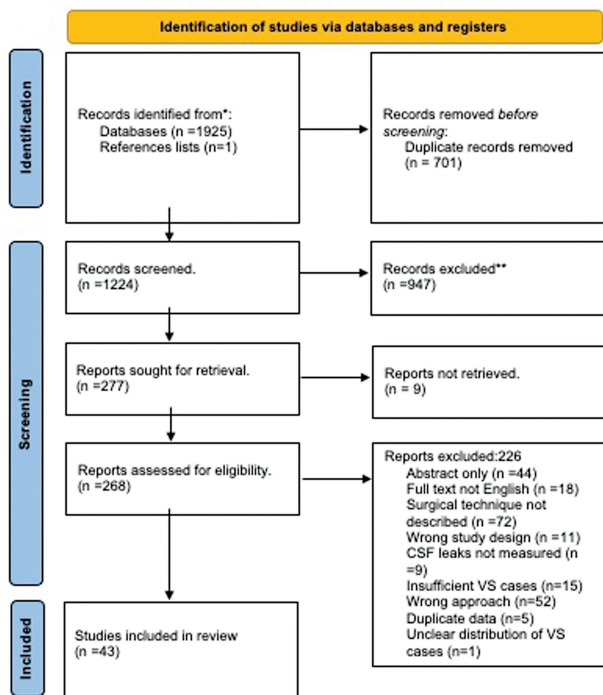 Identification of studies via databases and registers
Identification
Records identified from*:
Databases (n =1925)
References lists (n=1)
Records removed before
screening:
Duplicate records removed
(n = 701)
Screening
Records screened.
(n =1224)
Records excluded**
(n =947)
Reports sought for retrieval.
(n =277)
Reports not retrieved.
(n = 9)
Reports assessed for eligibility.
(n =268)
Reports excluded:226
Abstract only (n =44)
Full text not English (n =18)
Surgical technique not
described (n =72)
Wrong study design (n =11)
CSF leaks not measured (n
=9)
Insufficient VS cases (n=15)
Wrong approach (n=52)
Duplicate data (n=5)
Unclear distribution of VS
cases (n=1)
Included
Studies included in review
(n =43)